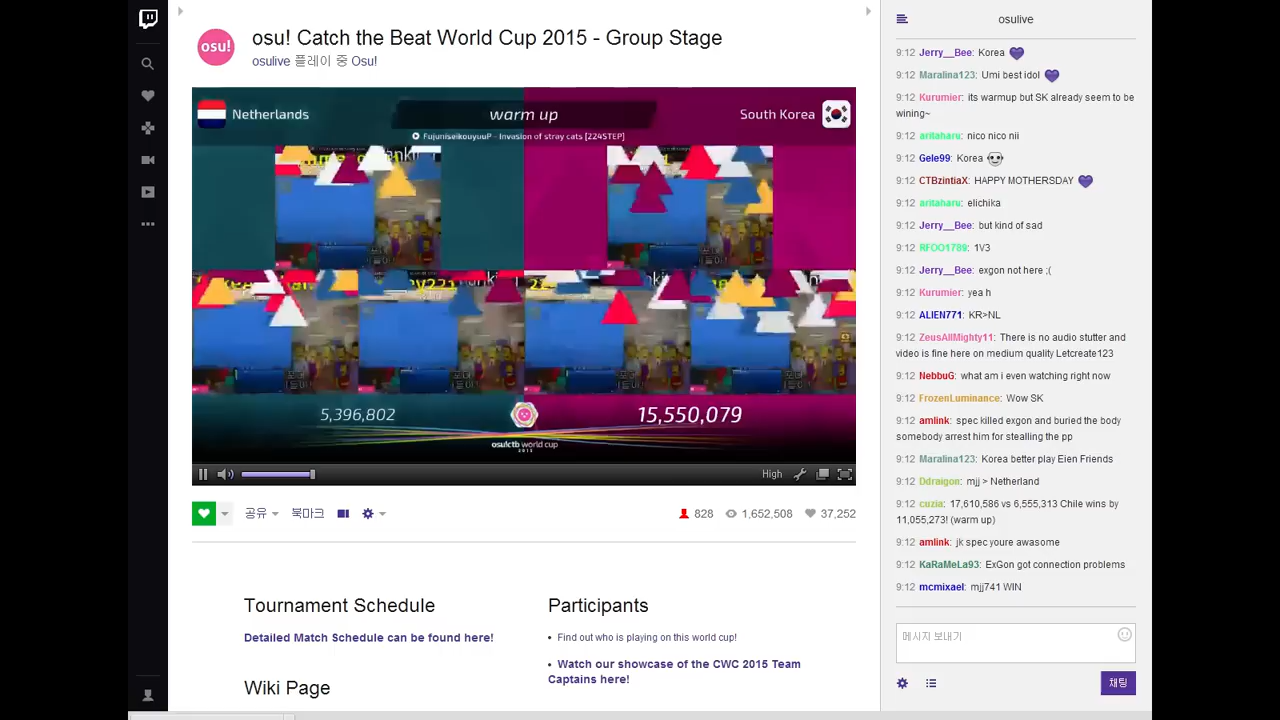 osu! Catch the Beat World Cup 2015 - Group Stage
osu!
osulive 플레이 중 Osu!
Netherlands
warm up
South Korea
FujuniseikouyuuP - Invasion of stray cats [224STEP]
5,396,802
15,550,079
osu!ctb world cup
2015
High
공유
북마크
828
1,652,508
37,252
Tournament Schedule
Detailed Match Schedule can be found here!
Wiki Page
Participants
• Find out who is playing on this world cup!
• Watch our showcase of the CWC 2015 Team
Captains here!
osulive
9:12 Jerry__Bee: Korea
9:12 Maralina123: Umi best idol
9:12 Kurumier: its warmup but SK already seem to be
wining~
9:12 aritaharu: nico nico nii
9:12 Gele99: Korea
9:12 CTBzintiaX: HAPPY MOTHERSDAY
9:12 aritaharu: elichika
9:12 Jerry__Bee: but kind of sad
9:12 RFOO1789: 1V3
9:12 Jerry__Bee: exgon not here ;(
9:12 Kurumier: yea h
9:12 ALIEN771: KR>NL
9:12 ZeusAllMighty11: There is no audio stutter and
video is fine here on medium quality Letcreate123
9:12 NebbuG: what am i even watching right now
9:12 FrozenLuminance: Wow SK
9:12 amlink: spec killed exgon and buried the body
somebody arrest him for stealling the pp
9:12 Maralina123: Korea better play Eien Friends
9:12 Ddraigon: mjj > Netherland
9:12 cuzia: 17,610,586 vs 6,555,313 Chile wins by
11,055,273! (warm up)
9:12 amlink: jk spec youre awasome
9:12 KaRaMeLa93: ExGon got connection problems
9:12 mcmixael: mjj741 WIN
메시지 보내기
채팅